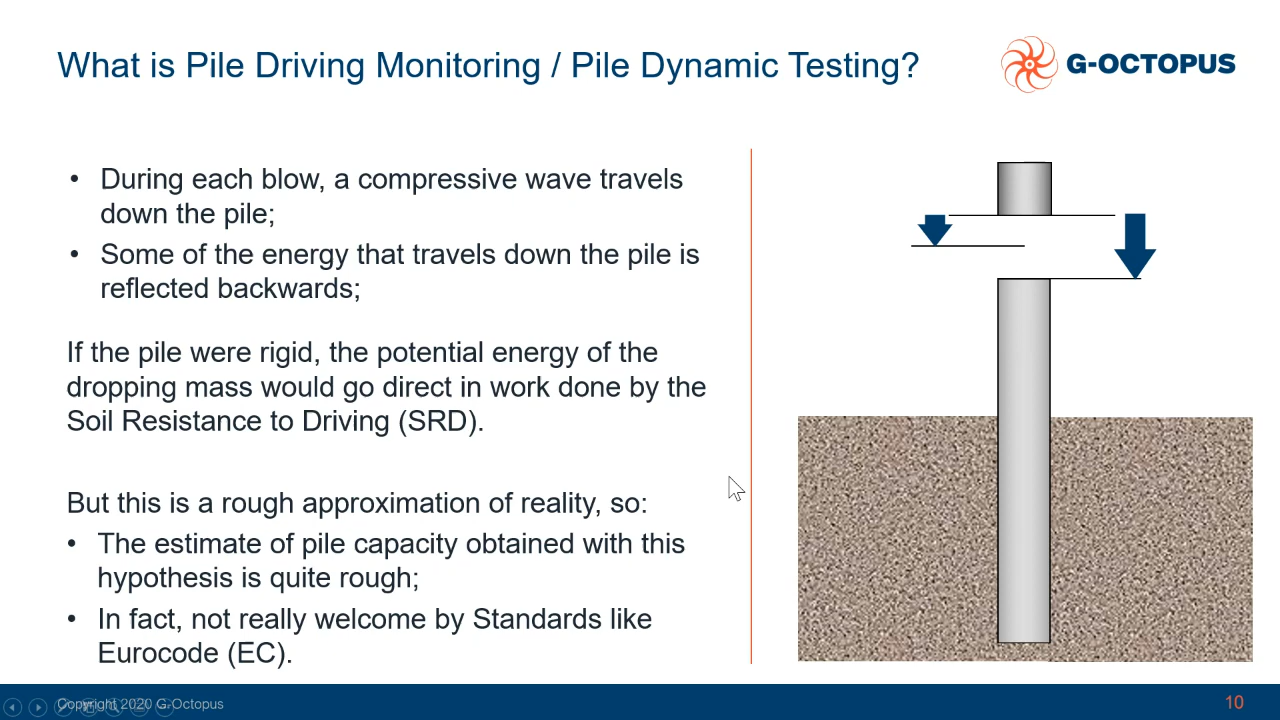 What is Pile Driving Monitoring / Pile Dynamic Testing?
G-OCTOPUS
• During each blow, a compressive wave travels
down the pile;
• Some of the energy that travels down the pile is
reflected backwards;
If the pile were rigid, the potential energy of the
dropping mass would go direct in work done by the
Soil Resistance to Driving (SRD).
But this is a rough approximation of reality, so:
• The estimate of pile capacity obtained with this
hypothesis is quite rough;
• In fact, not really welcome by Standards like
Eurocode (EC).
Copyright 2020 G-Octopus
10